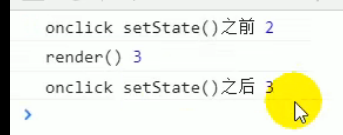 onclick setState()之前 2
render() 3
onclick setState()之后 3
>